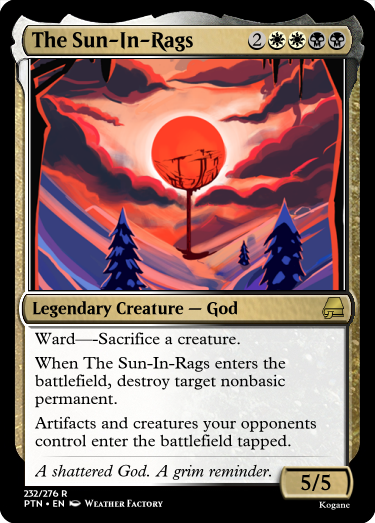 The Sun-In-Rags 2
Legendary Creature — God
Ward—-Sacrifice a creature.
When The Sun-In-Rags enters the
battlefield, destroy target nonbasic
permanent.
Artifacts and creatures your opponents
control enter the battlefield tapped.
A shattered God. A grim reminder.
5/5
232/276 R
PTN • EN Weather Factory
Kogane